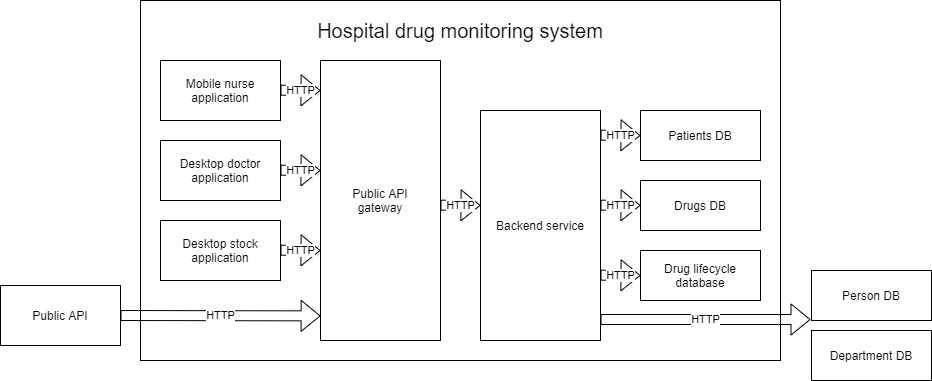 Hospital drug monitoring system
Mobile nurse
application
HTTP
Desktop doctor
application
HTTP
Desktop stock
application
HTTP
Public API
HTTP
Public API
gateway
HTTP
Backend service
HTTP
Patients DB
HTTP
Drugs DB
HTTP
Drug lifecycle
database
HTTP
Person DB
Department DB